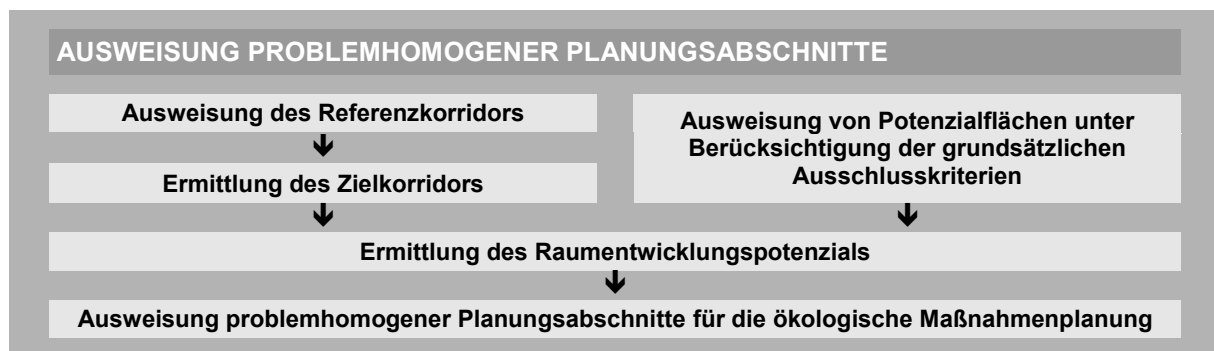 AUSWEISUNG PROBLEMHOMOGENER PLANUNGSABSCHNITTE
Ausweisung des Referenzkorridors
Ermittlung des Zielkorridors
Ausweisung von Potenzialflächen unter
Berücksichtigung der grundsätzlichen
Ausschlusskriterien
Ermittlung des Raumentwicklungspotenzials
Ausweisung problemhomogener Planungsabschnitte für die ökologische Maßnahmenplanung